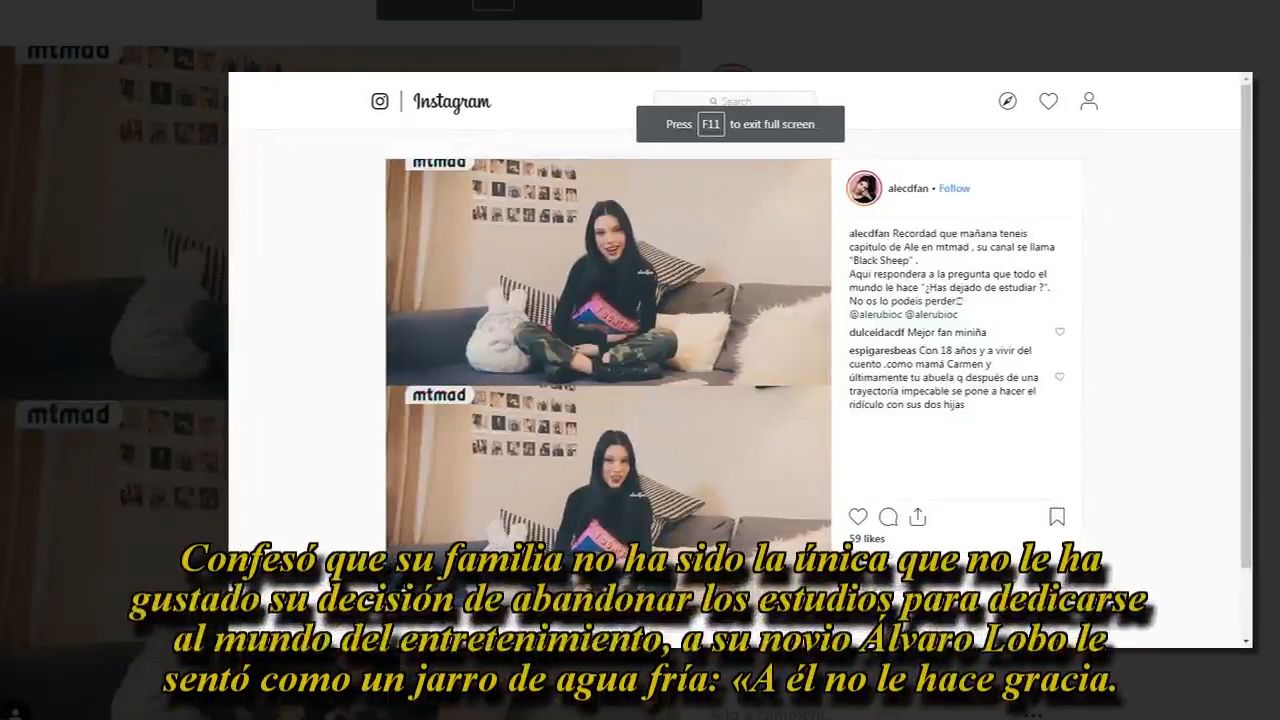 mtmad
Instagram
Search
Press F11 to exit full screen
mtmad
alecdfan • Follow
alecdfan Recordad que mañana teneis
capitulo de Ale en mtmad , su canal se llama
"Black Sheep" .
Aqui respondera a la pregunta que todo el
mundo le hace "¿Has dejado de estudiar ?".
No os lo podeis perder
@alerubioc @alerubioc
dulceidacdf Mejor fan miniña
espigaresbeas Con 18 años y a vivir del
cuento .como mamá Carmen y
últimamente tu abuela q después de una
trayectoría impecable se pone a hacer el
ridículo con sus dos hijas
mtmad
mtmad
59 likes
Confesó que su familia no ha sido la única que no le ha
gustado su decisión de abandonar los estudios para dedicarse
al mundo del entretenimiento, a su novio Álvaro Lobo le
sentó como un jarro de agua fría: «A él no le hace gracia.